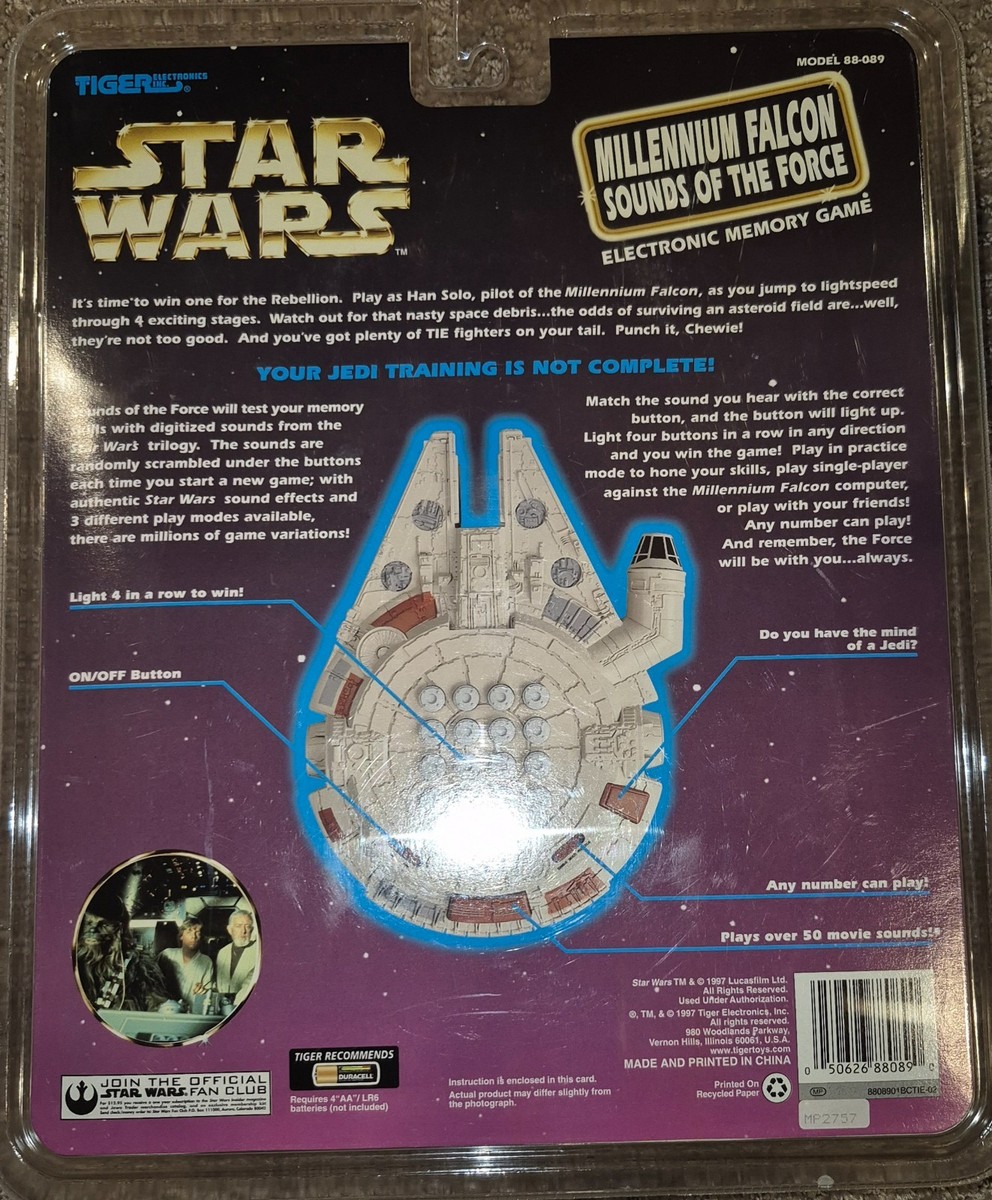 TIGER ELECTRONICS INC.®
MODEL 88-089
STAR
WARS™
MILLENNIUM FALCON
SOUNDS OF THE FORCE
ELECTRONIC MEMORY GAME
It's time to win one for the Rebellion. Play as Han Solo, pilot of the Millennium Falcon, as you jump to lightspeed
through 4 exciting stages. Watch out for that nasty space debris...the odds of surviving an asteroid field are...well,
they're not too good. And you've got plenty of TIE fighters on your tail. Punch it, Chewie!
YOUR JEDI TRAINING IS NOT COMPLETE!
Sounds of the Force will test your memory
skills with digitized sounds from the
Star Wars trilogy. The sounds are
randomly scrambled under the buttons
each time you start a new game; with
authentic Star Wars sound effects and
3 different play modes available,
there are millions of game variations!
Match the sound you hear with the correct
button, and the button will light up.
Light four buttons in a row in any direction
and you win the game! Play in practice
mode to hone your skills, play single-player
against the Millennium Falcon computer,
or play with your friends!
Any number can play!
And remember, the Force
will be with you...always.
Light 4 in a row to win!
ON/OFF Button
Do you have the mind
of a Jedi?
Any number can play!
Plays over 50 movie sounds!
JOIN THE OFFICIAL
STAR WARS FAN CLUB
TIGER RECOMMENDS
DURACELL
Requires 4"AA"/ LR6
batteries (not included)
Instruction is enclosed in this card.
Actual product may differ slightly from
the photograph.
Star Wars TM & © 1997 Lucasfilm Ltd.
All Rights Reserved.
Used Under Authorization.
®, TM, & © 1997 Tiger Electronics, Inc.
All rights reserved.
980 Woodlands Parkway,
Vernon Hills, Illinois 60061, U.S.A.
www.tigertoys.com
MADE AND PRINTED IN CHINA
Printed On
Recycled Paper
0 50626 88089 0
MP 8808901BCTIE-02
MP2757